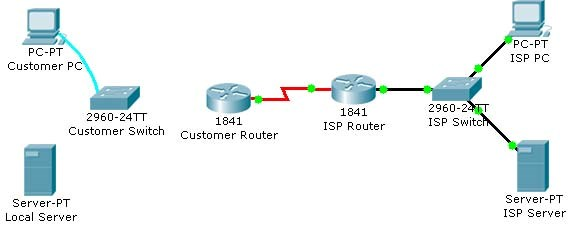 PC-PT
Customer PC
2960-24TT
Customer Switch
Server-PT
Local Server
1841
Customer Router
1841
ISP Router
2960-24TT
ISP Switch
PC-PT
ISP PC
Server-PT
ISP Server